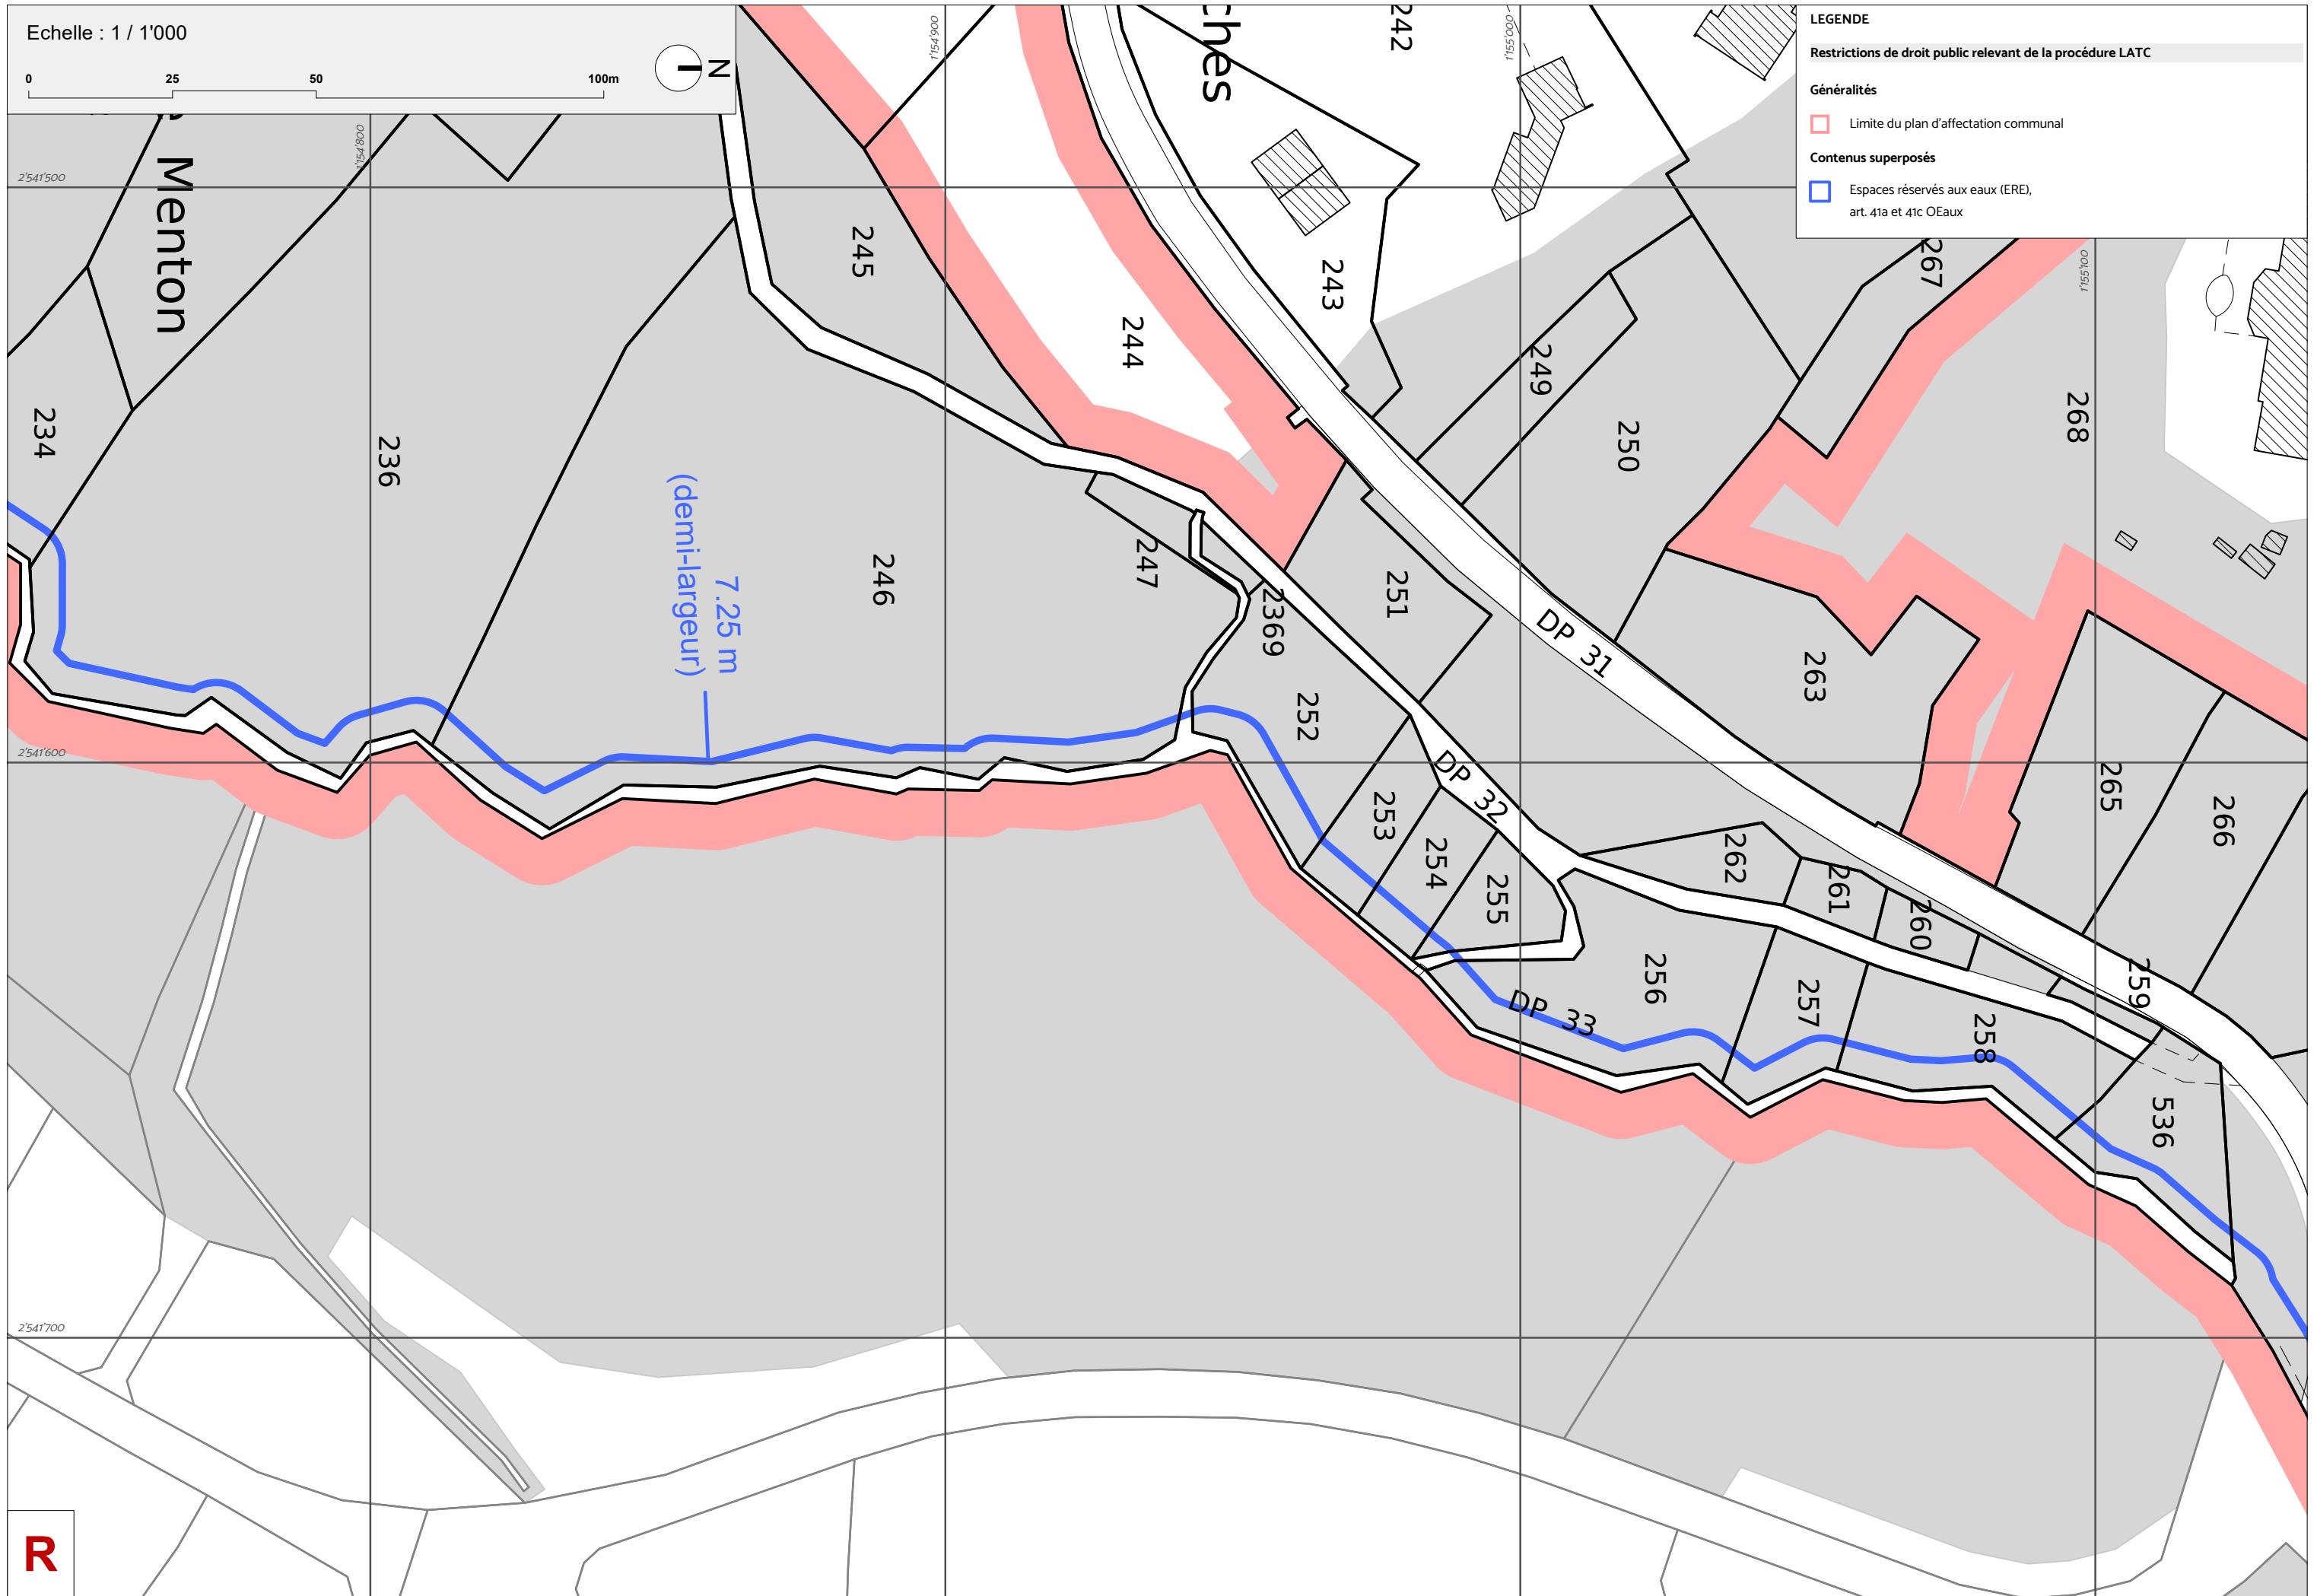 Echelle : 1 / 1'000
0 25 50 100m
N
LEGENDE
Restrictions de droit public relevant de la procédure LATC
Généralités
Limite du plan d'affectation communal
Contenus superposés
Espaces réservés aux eaux (ERE),
art. 41a et 41c OEaux
1'154'800
1'154'900
1'155'000
1'155'100
2'541'500
2'541'600
2'541'700
Menton
ches
242
243
244
245
267
249
250
268
234
236
246
247
2369
251
252
7.25 m
(demi-largeur)
DP 31
263
DP 32
253
254
255
262
261
260
265
266
259
256
257
258
DP 33
536
R